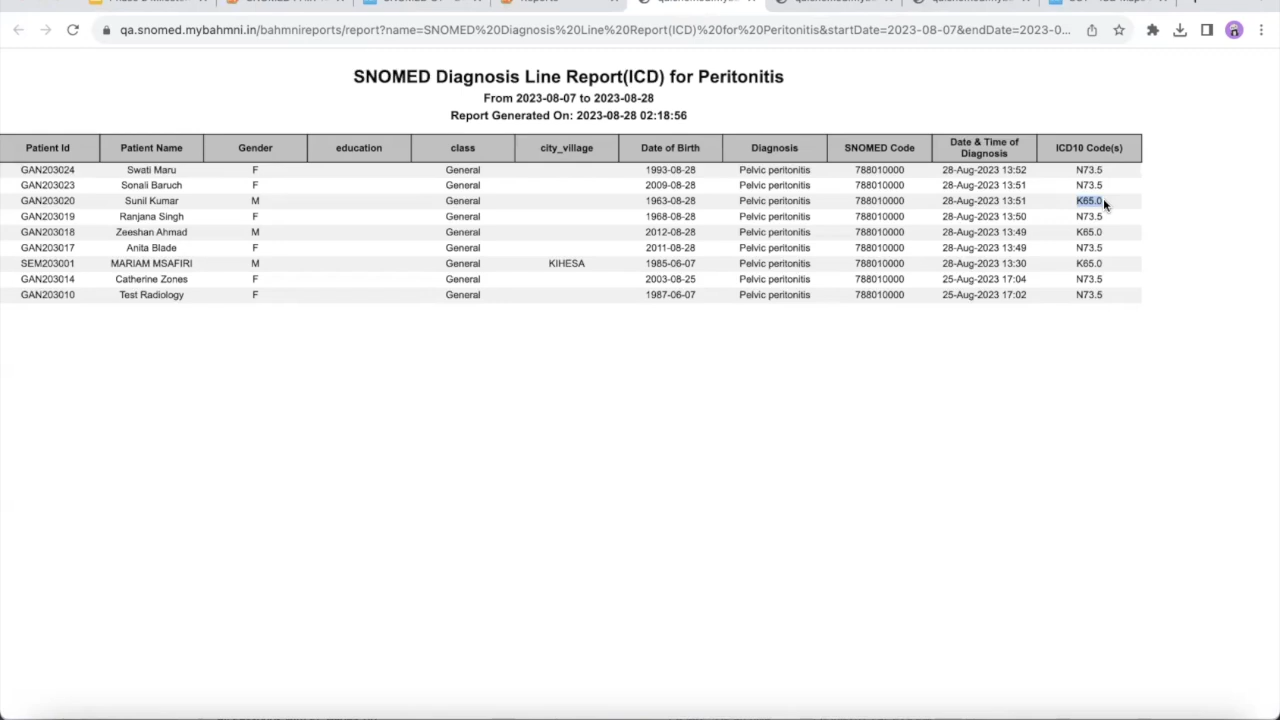 qa.snomed.mybahmni.in/bahmnireports/report?name=SNOMED%20Diagnosis%20Line%20Report(ICD)%20for%20Peritonitis&startDate=2023-08-07&endDate=2023-0...
SNOMED Diagnosis Line Report(ICD) for Peritonitis
From 2023-08-07 to 2023-08-28
Report Generated On: 2023-08-28 02:18:56
Patient Id Patient Name Gender education class city_village Date of Birth Diagnosis SNOMED Code Date & Time of Diagnosis ICD10 Code(s)
GAN203024 Swati Maru F General 1993-08-28 Pelvic peritonitis 788010000 28-Aug-2023 13:52 N73.5
GAN203023 Sonali Baruch F General 2009-08-28 Pelvic peritonitis 788010000 28-Aug-2023 13:51 N73.5
GAN203020 Sunil Kumar M General 1963-08-28 Pelvic peritonitis 788010000 28-Aug-2023 13:51 K65.0
GAN203019 Ranjana Singh F General 1968-08-28 Pelvic peritonitis 788010000 28-Aug-2023 13:50 N73.5
GAN203018 Zeeshan Ahmad M General 2012-08-28 Pelvic peritonitis 788010000 28-Aug-2023 13:49 K65.0
GAN203017 Anita Blade F General 2011-08-28 Pelvic peritonitis 788010000 28-Aug-2023 13:49 N73.5
SEM203001 MARIAM MSAFIRI M General KIHESA 1985-06-07 Pelvic peritonitis 788010000 28-Aug-2023 13:30 K65.0
GAN203014 Catherine Zones F General 2003-08-25 Pelvic peritonitis 788010000 25-Aug-2023 17:04 N73.5
GAN203010 Test Radiology F General 1987-06-07 Pelvic peritonitis 788010000 25-Aug-2023 17:02 N73.5